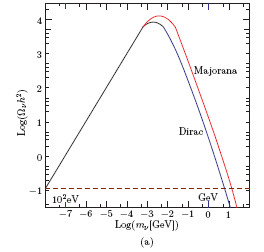 4
3
2
1
0
−1
Log(Ω_νh²)
Majorana
Dirac
10²eV
GeV
−7 −6 −5 −4 −3 −2 −1 0 1
Log(m_ν[GeV])
(a)